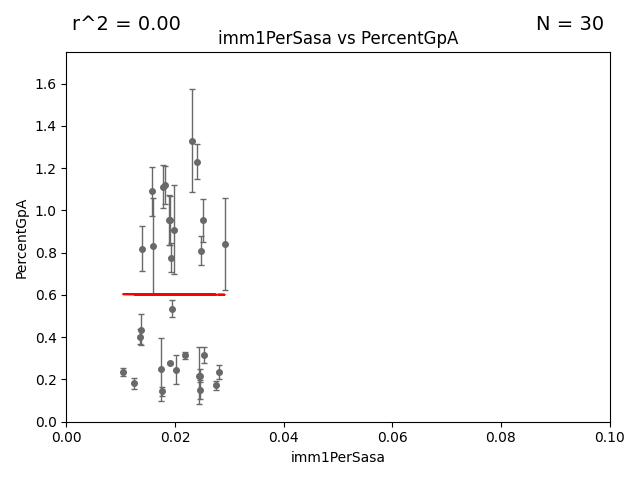 r^2 = 0.00
N = 30
imm1PerSasa vs PercentGpA
PercentGpA
1.6
1.4
1.2
1.0
0.8
0.6
0.4
0.2
0.0
0.00 0.02 0.04 0.06 0.08 0.10
imm1PerSasa